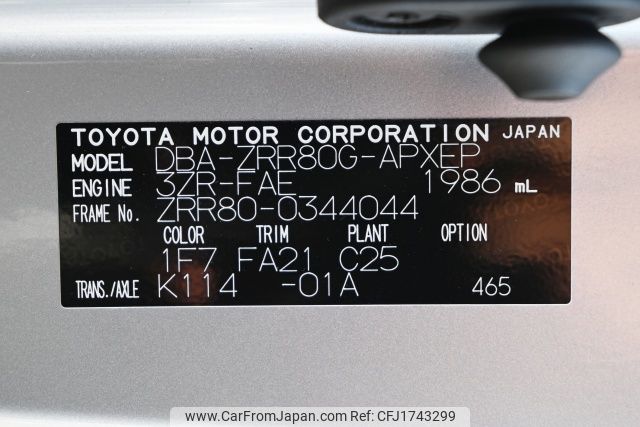 TOYOTA MOTOR CORPORATION JAPAN
MODEL DBA-ZRR80G-APXEP
ENGINE 3ZR-FAE 1986 mL
FRAME No. ZRR80-0344044
COLOR TRIM PLANT OPTION
1F7 FA21 C25
TRANS./AXLE K114 -01A 465
www.CarFromJapan.com - CFJ1743299